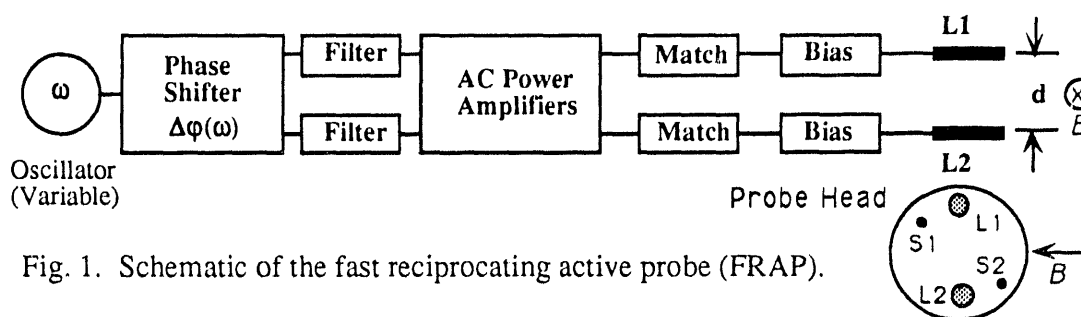 L1
Filter
Match
Bias
Phase
Shifter
Δφ(ω)
AC Power
Amplifiers
ω
d
B
Filter
Match
Bias
Oscillator
(Variable)
L2
Probe Head
L1
S1
S2
L2
B
Fig. 1. Schematic of the fast reciprocating active probe (FRAP).